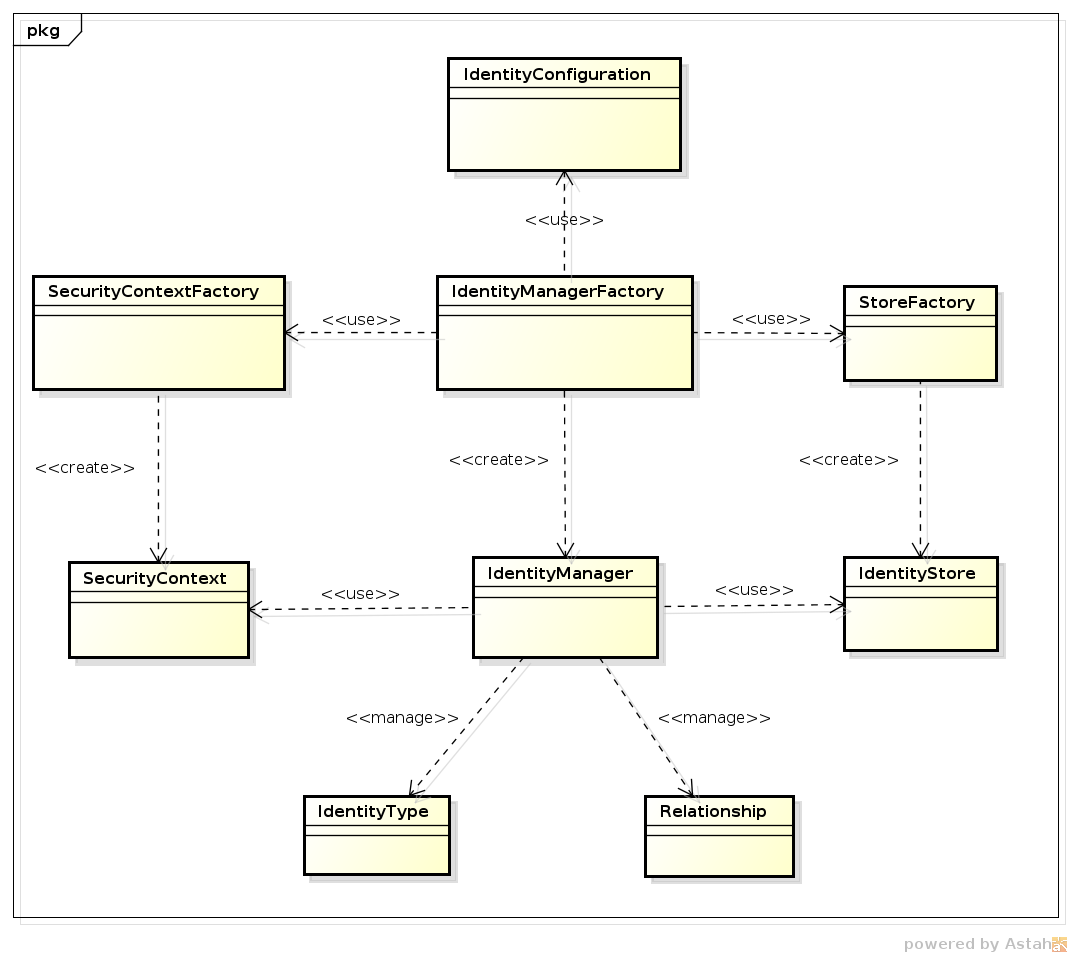 pkg
IdentityConfiguration
<<use>>
SecurityContextFactory
<<use>>
IdentityManagerFactory
<<use>>
StoreFactory
<<create>>
<<create>>
<<create>>
SecurityContext
<<use>>
IdentityManager
<<use>>
IdentityStore
<<manage>>
<<manage>>
IdentityType
Relationship
powered by Astah